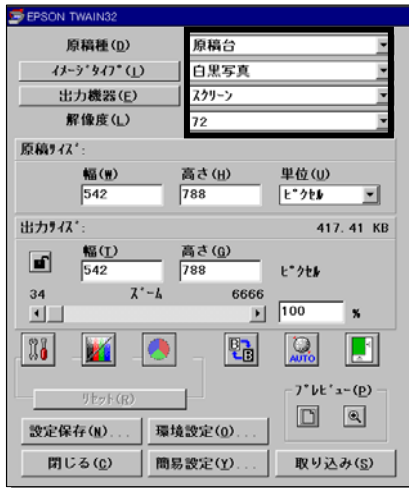 EPSON TWAIN32
原稿種(D) 原稿台
イメージタイプ(I) 白黒写真
出力機器(E) スクリーン
解像度(L) 72
原稿サイズ:
幅(W) 高さ(H) 単位(U)
542 788 ピクセル
出力サイズ: 417.41 KB
幅(T) 高さ(G)
542 788 ピクセル
34 ズーム 6666
100 %
B B AUTO
リセット(R) プレビュー(P)
設定保存(N)... 環境設定(O)...
閉じる(C) 簡易設定(Y)... 取り込み(S)